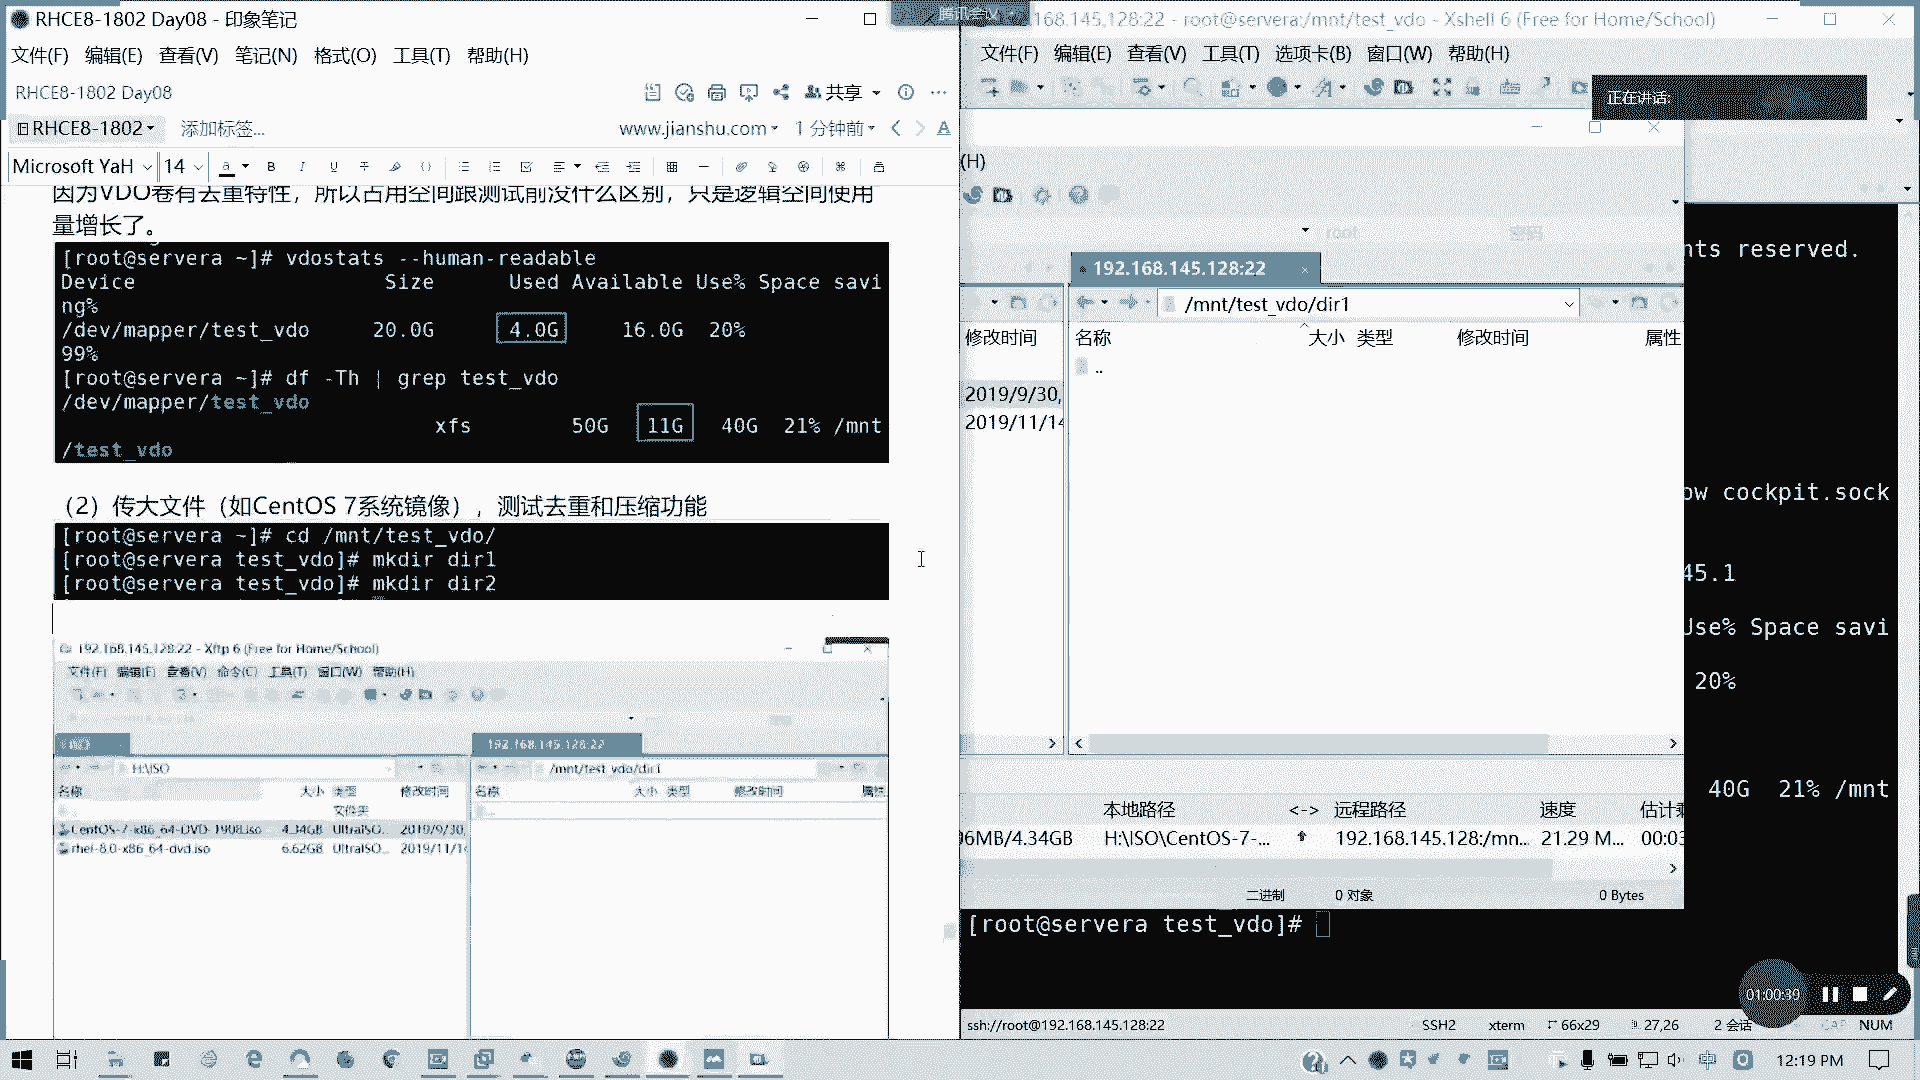 RHCE8-1802 Day08 - 印象笔记
文件(F) 编辑(E) 查看(V) 笔记(N) 格式(O) 工具(T) 帮助(H)
RHCE8-1802 Day08
共享
RHCE8-1802
添加标签...
www.jianshu.com
1 分钟前
Microsoft YaH
14
因为VDO卷有去重特性，所以占用空间跟测试前没什么区别，只是逻辑空间使用
量增长了。
[root@servera ~]# vdostats --human-readable
Device Size Used Available Use% Space savi
ng%
/dev/mapper/test_vdo 20.0G 4.0G 16.0G 20%
99%
[root@servera ~]# df -Th | grep test_vdo
/dev/mapper/test_vdo
xfs 50G 11G 40G 21% /mnt
/test_vdo
（2）传大文件（如CentOS 7系统镜像），测试去重和压缩功能
[root@servera ~]# cd /mnt/test_vdo/
[root@servera test_vdo]# mkdir dir1
[root@servera test_vdo]# mkdir dir2
192.168.145.128:22 - Xftp 6 (Free for Home/School)
文件(F) 编辑(E) 查看(V) 命令(C) 工具(T) 窗口(W) 帮助(H)
192.168.145.128:22
H:\ISO
/mnt/test_vdo/dir1
名称 大小 类型 修改时间
名称 大小 类型 修改时间 属性
文件夹
CentOS-7-x86_64-DVD-1908.iso 4.34GB UltraISO... 2019/9/30,
rhel-8.0-x86_64-dvd.iso 6.62GB UltraISO... 2019/11/14
腾讯会议
168.145.128:22 - root@servera:/mnt/test_vdo - Xshell 6 (Free for Home/School)
文件(F) 编辑(E) 查看(V) 工具(T) 选项卡(B) 窗口(W) 帮助(H)
正在讲话:
(H)
root
密码
192.168.145.128:22
/mnt/test_vdo/dir1
修改时间
名称 大小 类型 修改时间 属性
..
2019/9/30,
2019/11/14
nts reserved.
ow cockpit.sock
45.1
Use% Space savi
20%
40G 21% /mnt
本地路径 <-> 远程路径 速度
96MB/4.34GB H:\ISO\CentOS-7-... 192.168.145.128:/mn... 21.29 M... 00:03
二进制 0 对象 0 Bytes
[root@servera test_vdo]#
01:00:39
ssh://root@192.168.145.128:22 SSH2 xterm 66x29 27,26 2 会话 CAP NUM
中
12:19 PM